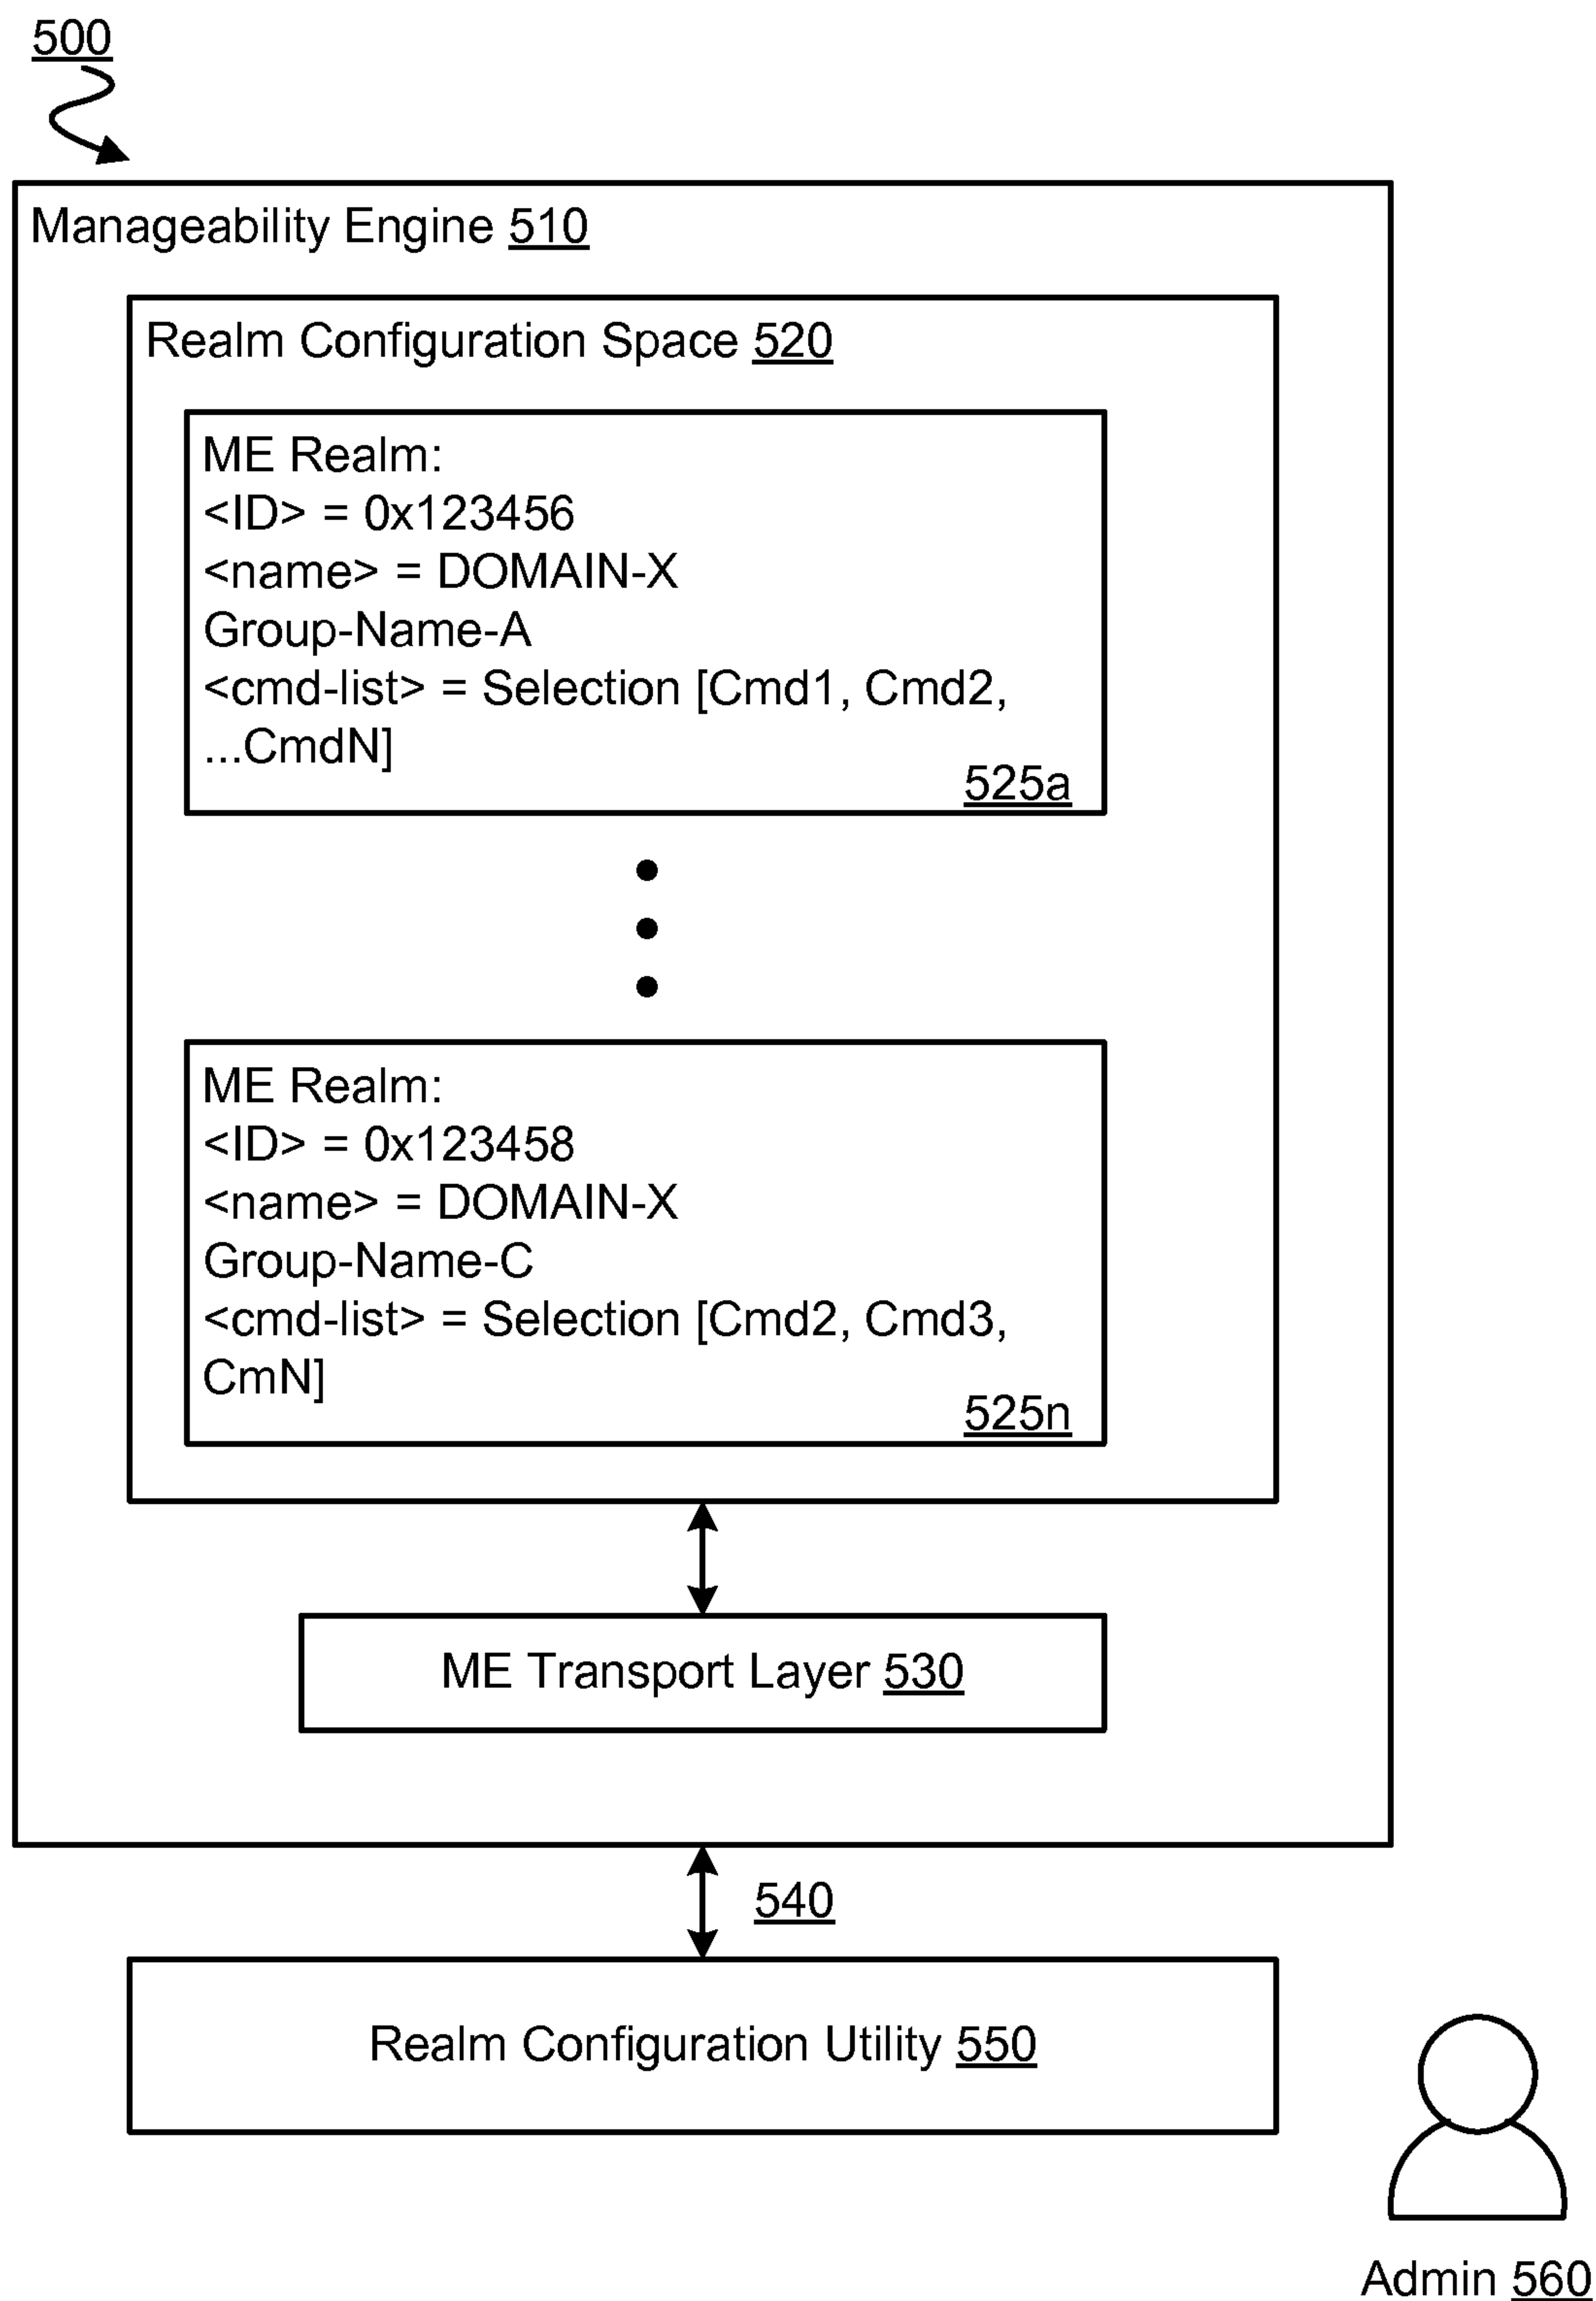 500
Manageability Engine 510
Realm Configuration Space 520
ME Realm:
<ID> = 0x123456
<name> = DOMAIN-X
Group-Name-A
<cmd-list> = Selection [Cmd1, Cmd2,
...CmdN]
525a
ME Realm:
<ID> = 0x123458
<name> = DOMAIN-X
Group-Name-C
<cmd-list> = Selection [Cmd2, Cmd3,
CmN]
525n
ME Transport Layer 530
540
Realm Configuration Utility 550
Admin 560